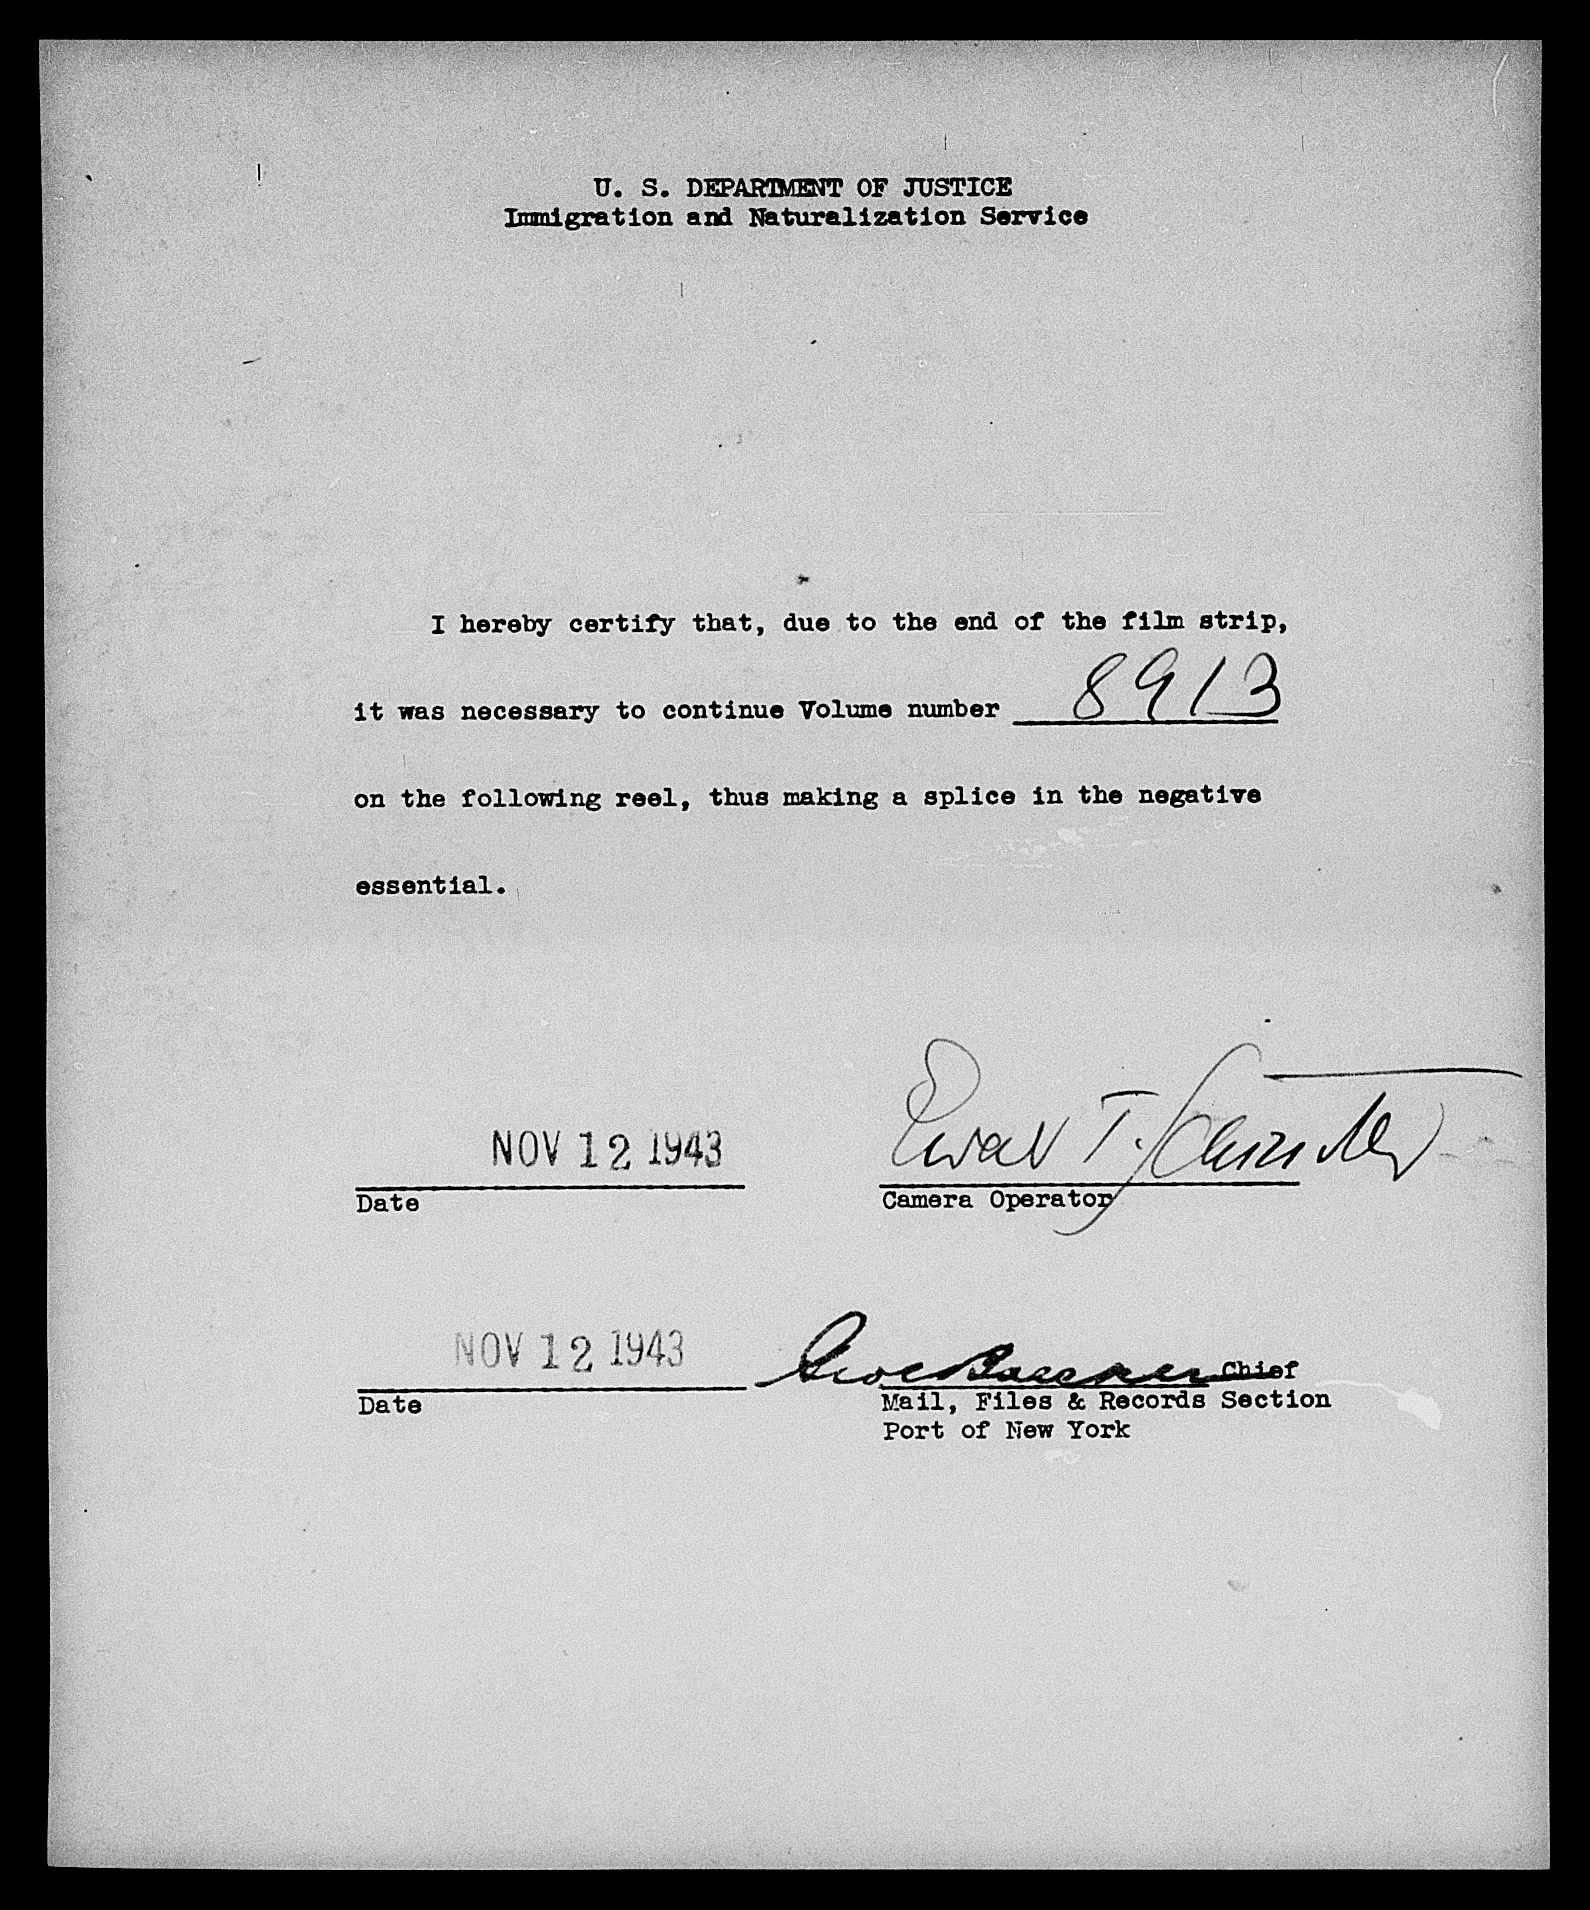 U. S. DEPARTMENT OF JUSTICE
Immigration and Naturalization Service
I hereby certify that, due to the end of the film strip,
it was necessary to continue Volume number 8913
on the following reel, thus making a splice in the negative
essential.
NOV 12 1943
Date
T.
Camera Operator
NOV 12 1943
Date
Chief
Mail, Files & Records Section
Port of New York